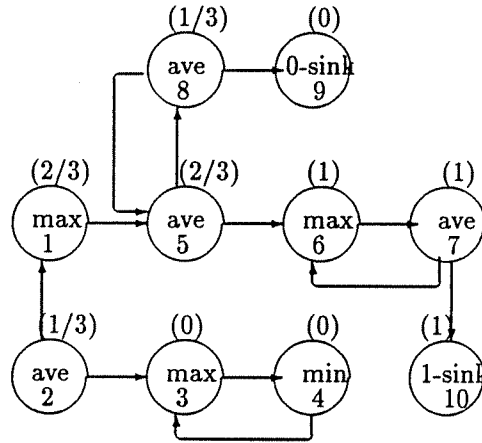 (1/3)
(0)
ave
8
0-sink
9
(2/3)
(2/3)
(1)
(1)
max
1
ave
5
max
6
ave
7
(1/3)
(0)
(0)
(1)
ave
2
max
3
min
4
1-sink
10